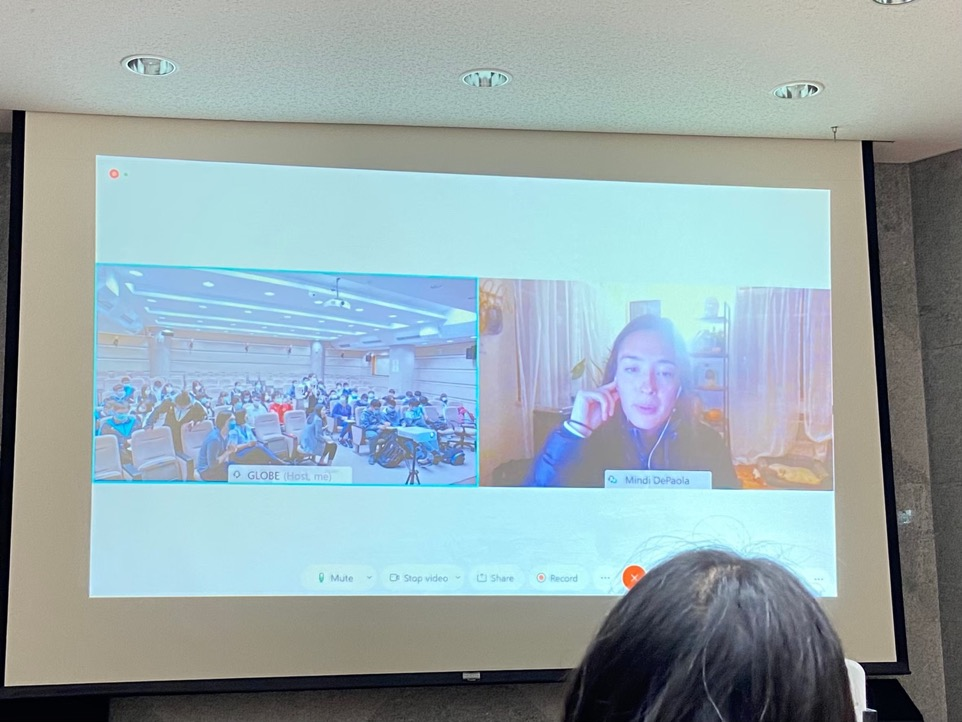 GLOBE (Host, me)
Mindi DePaola
Mute
Stop video
Share
Record